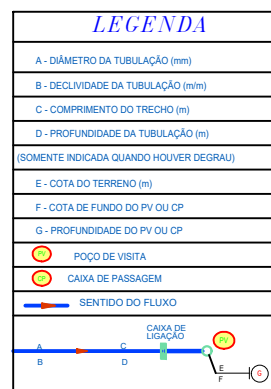 LEGENDA
A - DIÂMETRO DA TUBULAÇÃO (mm)
B - DECLIVIDADE DA TUBULAÇÃO (m/m)
C - COMPRIMENTO DO TRECHO (m)
D - PROFUNDIDADE DA TUBULAÇÃO (m)
(SOMENTE INDICADA QUANDO HOUVER DEGRAU)
E - COTA DO TERRENO (m)
F - COTA DE FUNDO DO PV OU CP
G - PROFUNDIDADE DO PV OU CP
PV POÇO DE VISITA
CP CAIXA DE PASSAGEM
SENTIDO DO FLUXO
CAIXA DE
LIGAÇÃO
PV
A C
B D
E
F
G